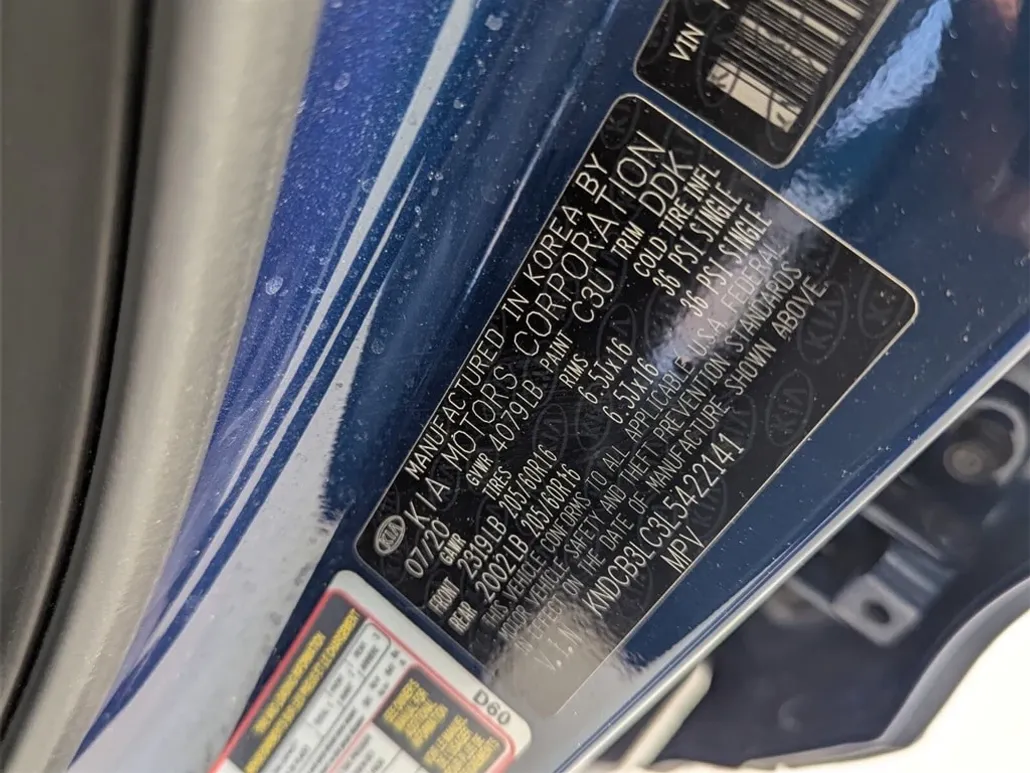 VIN
MANUFACTURED IN KOREA BY
KIA MOTORS CORPORATION
07/20 GVWR 4079LB PAINT C3U TRIM DDK
GAWR TIRES RIMS COLD TIRE INFL
FRONT 2319LB 205/60R16 6.5Jx16 36 PSI SINGLE
REAR 2002LB 205/60R16 6.5Jx16 36 PSI SINGLE
THIS VEHICLE CONFORMS TO ALL APPLICABLE U.S.A. FEDERAL
MOTOR VEHICLE SAFETY AND THEFT PREVENTION STANDARDS
IN EFFECT ON THE DATE OF MANUFACTURE SHOWN ABOVE.
V.I.N KNDCB3LC3L5422141
MPV
KIA
D60